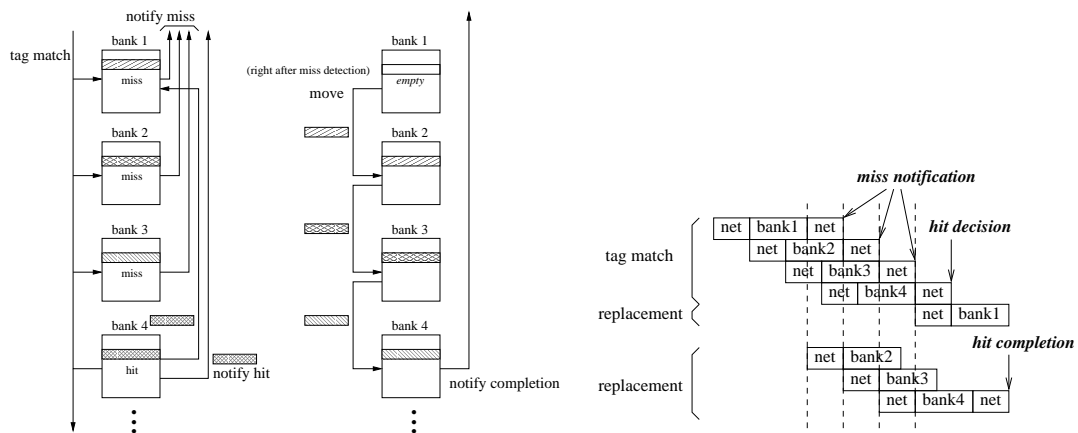 notify miss
tag match
bank 1
miss
bank 2
miss
bank 3
miss
bank 4
hit
notify hit
bank 1
(right after miss detection)
empty
move
bank 2
bank 3
bank 4
notify completion
miss notification
hit decision
net bank1 net
net bank2 net
tag match
net bank3 net
net bank4 net
replacement
net bank1
hit completion
net bank2
replacement
net bank3
net bank4 net